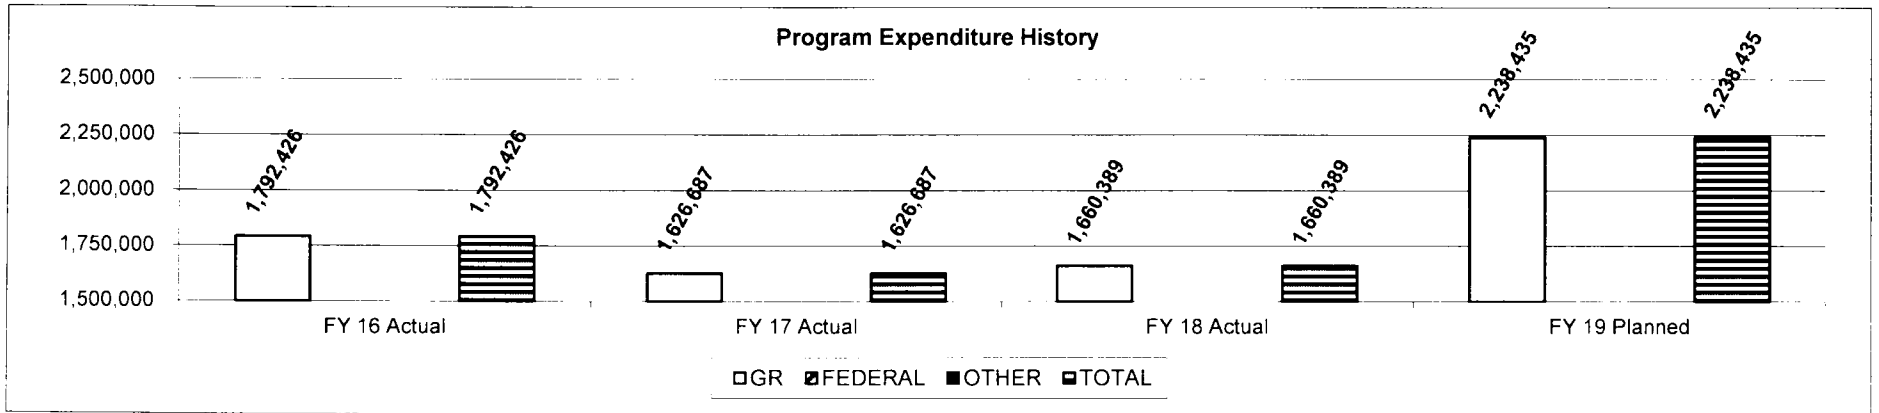 Program Expenditure History
2,500,000
2,250,000
2,000,000
1,750,000
1,500,000
1,792,426
1,792,426
1,626,687
1,626,687
1,660,389
1,660,389
2,238,435
2,238,435
FY 16 Actual
FY 17 Actual
FY 18 Actual
FY 19 Planned
GR FEDERAL OTHER TOTAL